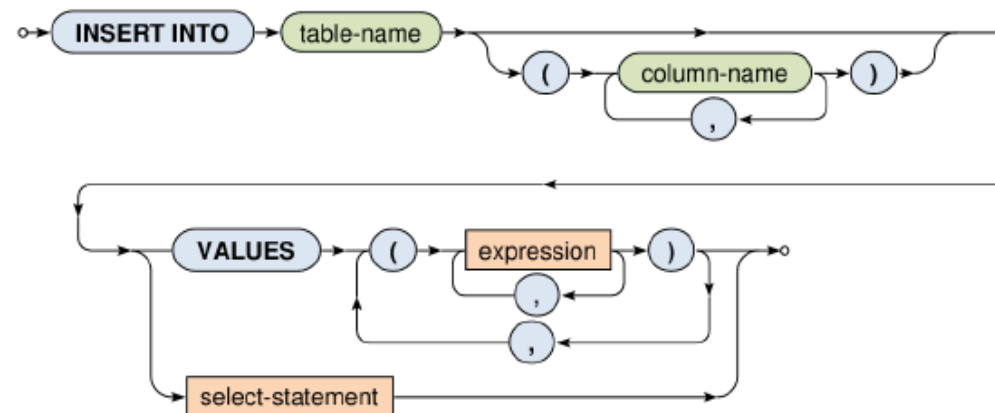 INSERT INTO table-name
( column-name )
,
VALUES ( expression )
,
,
select-statement